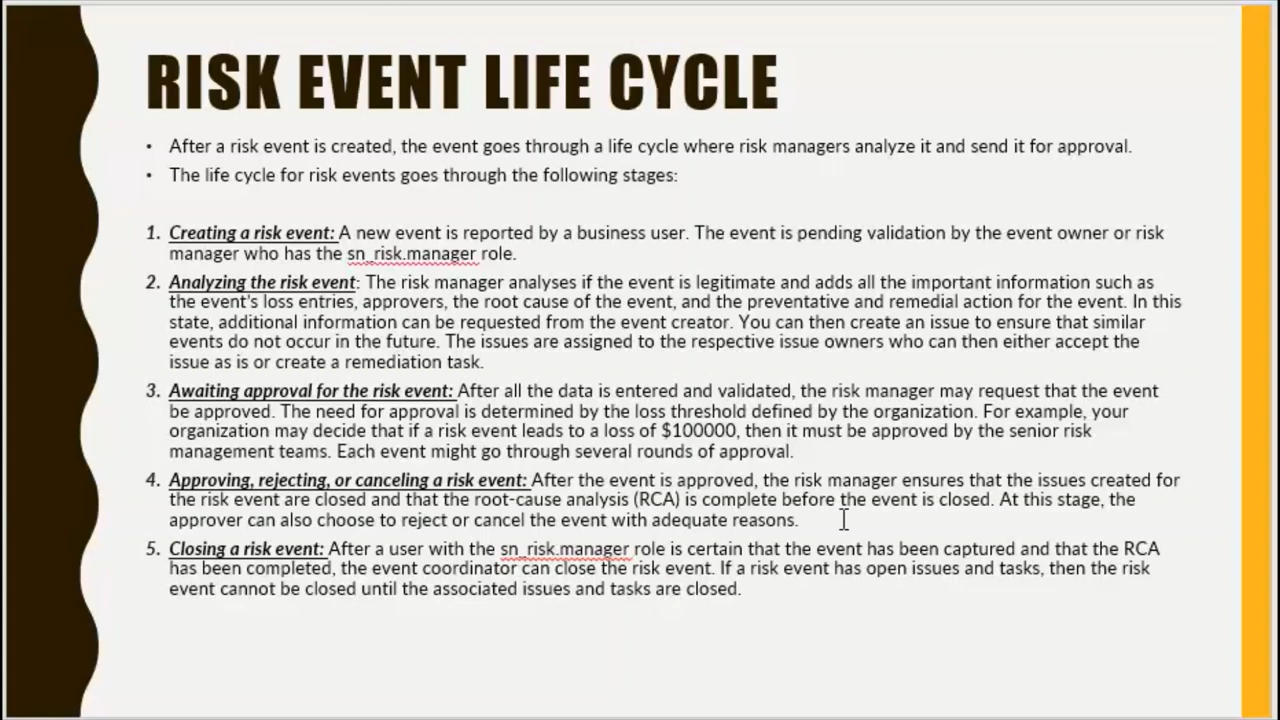 RISK EVENT LIFE CYCLE
• After a risk event is created, the event goes through a life cycle where risk managers analyze it and send it for approval.
• The life cycle for risk events goes through the following stages:
1. Creating a risk event: A new event is reported by a business user. The event is pending validation by the event owner or risk
manager who has the sn_risk.manager role.
2. Analyzing the risk event: The risk manager analyses if the event is legitimate and adds all the important information such as
the event's loss entries, approvers, the root cause of the event, and the preventative and remedial action for the event. In this
state, additional information can be requested from the event creator. You can then create an issue to ensure that similar
events do not occur in the future. The issues are assigned to the respective issue owners who can then either accept the
issue as is or create a remediation task.
3. Awaiting approval for the risk event: After all the data is entered and validated, the risk manager may request that the event
be approved. The need for approval is determined by the loss threshold defined by the organization. For example, your
organization may decide that if a risk event leads to a loss of $100000, then it must be approved by the senior risk
management teams. Each event might go through several rounds of approval.
4. Approving, rejecting, or canceling a risk event: After the event is approved, the risk manager ensures that the issues created for
the risk event are closed and that the root-cause analysis (RCA) is complete before the event is closed. At this stage, the
approver can also choose to reject or cancel the event with adequate reasons.
5. Closing a risk event: After a user with the sn_risk.manager role is certain that the event has been captured and that the RCA
has been completed, the event coordinator can close the risk event. If a risk event has open issues and tasks, then the risk
event cannot be closed until the associated issues and tasks are closed.